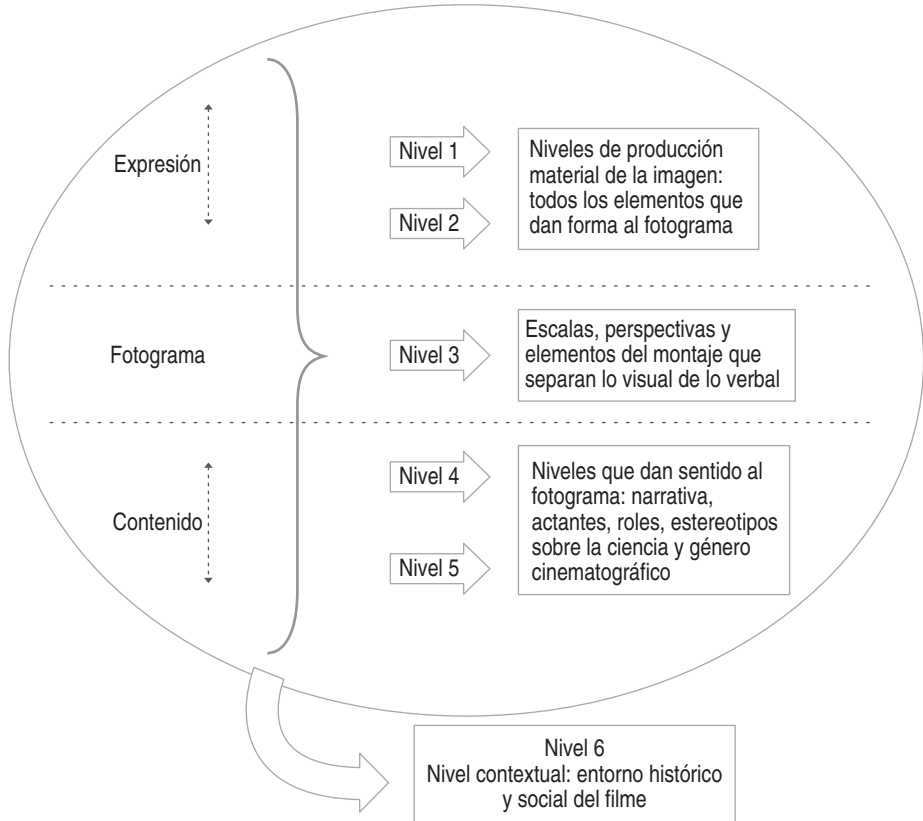 Expresión
Nivel 1
Nivel 2
Niveles de producción
material de la imagen:
todos los elementos que
dan forma al fotograma
Fotograma
Nivel 3
Escalas, perspectivas y
elementos del montaje que
separan lo visual de lo verbal
Contenido
Nivel 4
Nivel 5
Niveles que dan sentido al
fotograma: narrativa,
actantes, roles, estereotipos
sobre la ciencia y género
cinematográfico
Nivel 6
Nivel contextual: entorno histórico
y social del filme